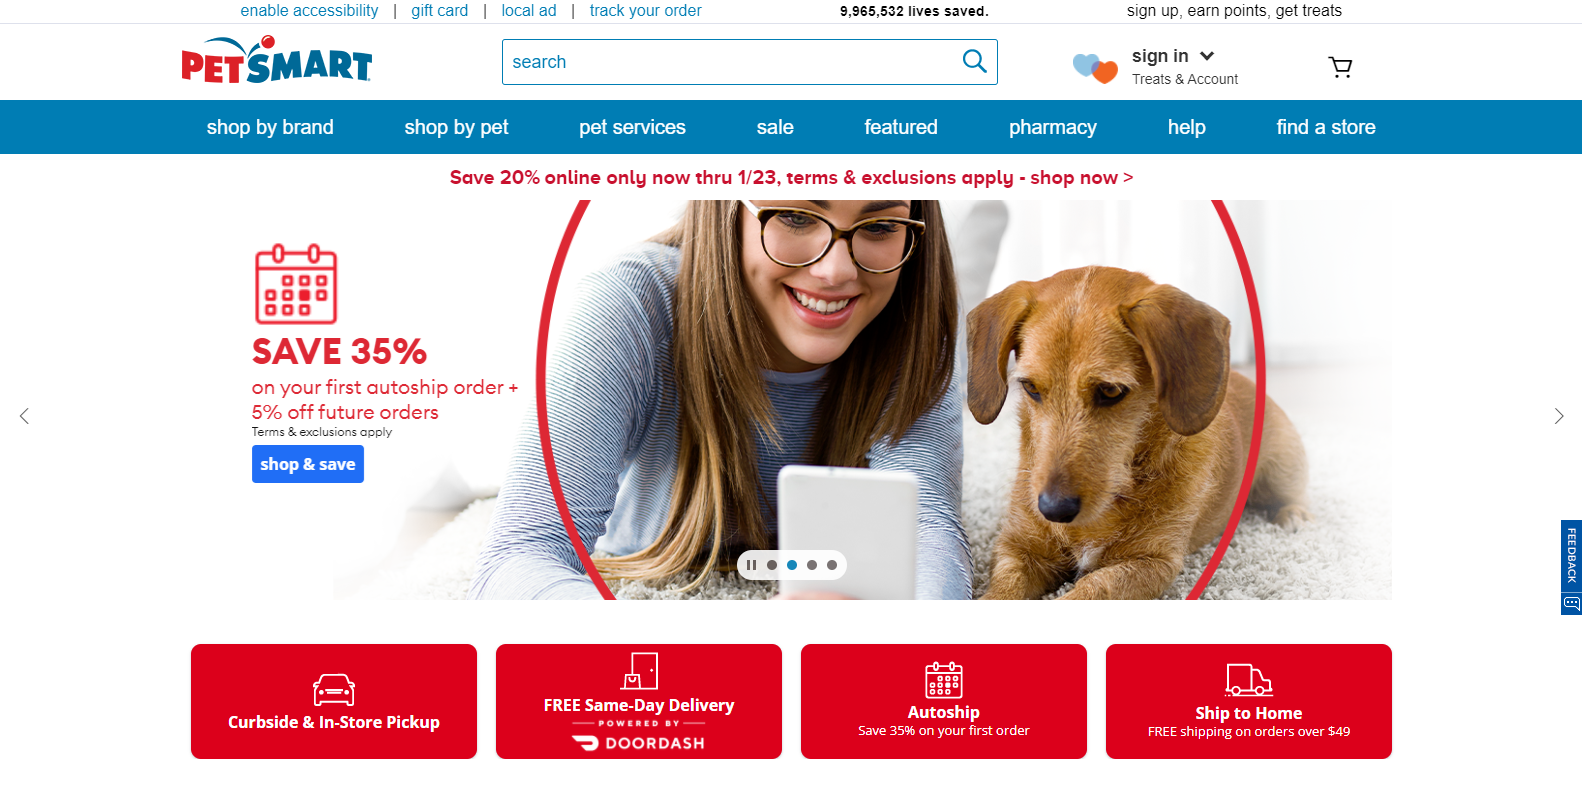 enable accessibility | gift card | local ad | track your order
9,965,532 lives saved.
sign up, earn points, get treats
PETSMART
search
sign in
Treats & Account
shop by brand
shop by pet
pet services
sale
featured
pharmacy
help
find a store
Save 20% online only now thru 1/23, terms & exclusions apply - shop now >
SAVE 35%
on your first autoship order +
5% off future orders
Terms & exclusions apply
shop & save
FEEDBACK
Curbside & In-Store Pickup
FREE Same-Day Delivery
POWERED BY
DOORDASH
Autoship
Save 35% on your first order
Ship to Home
FREE shipping on orders over $49